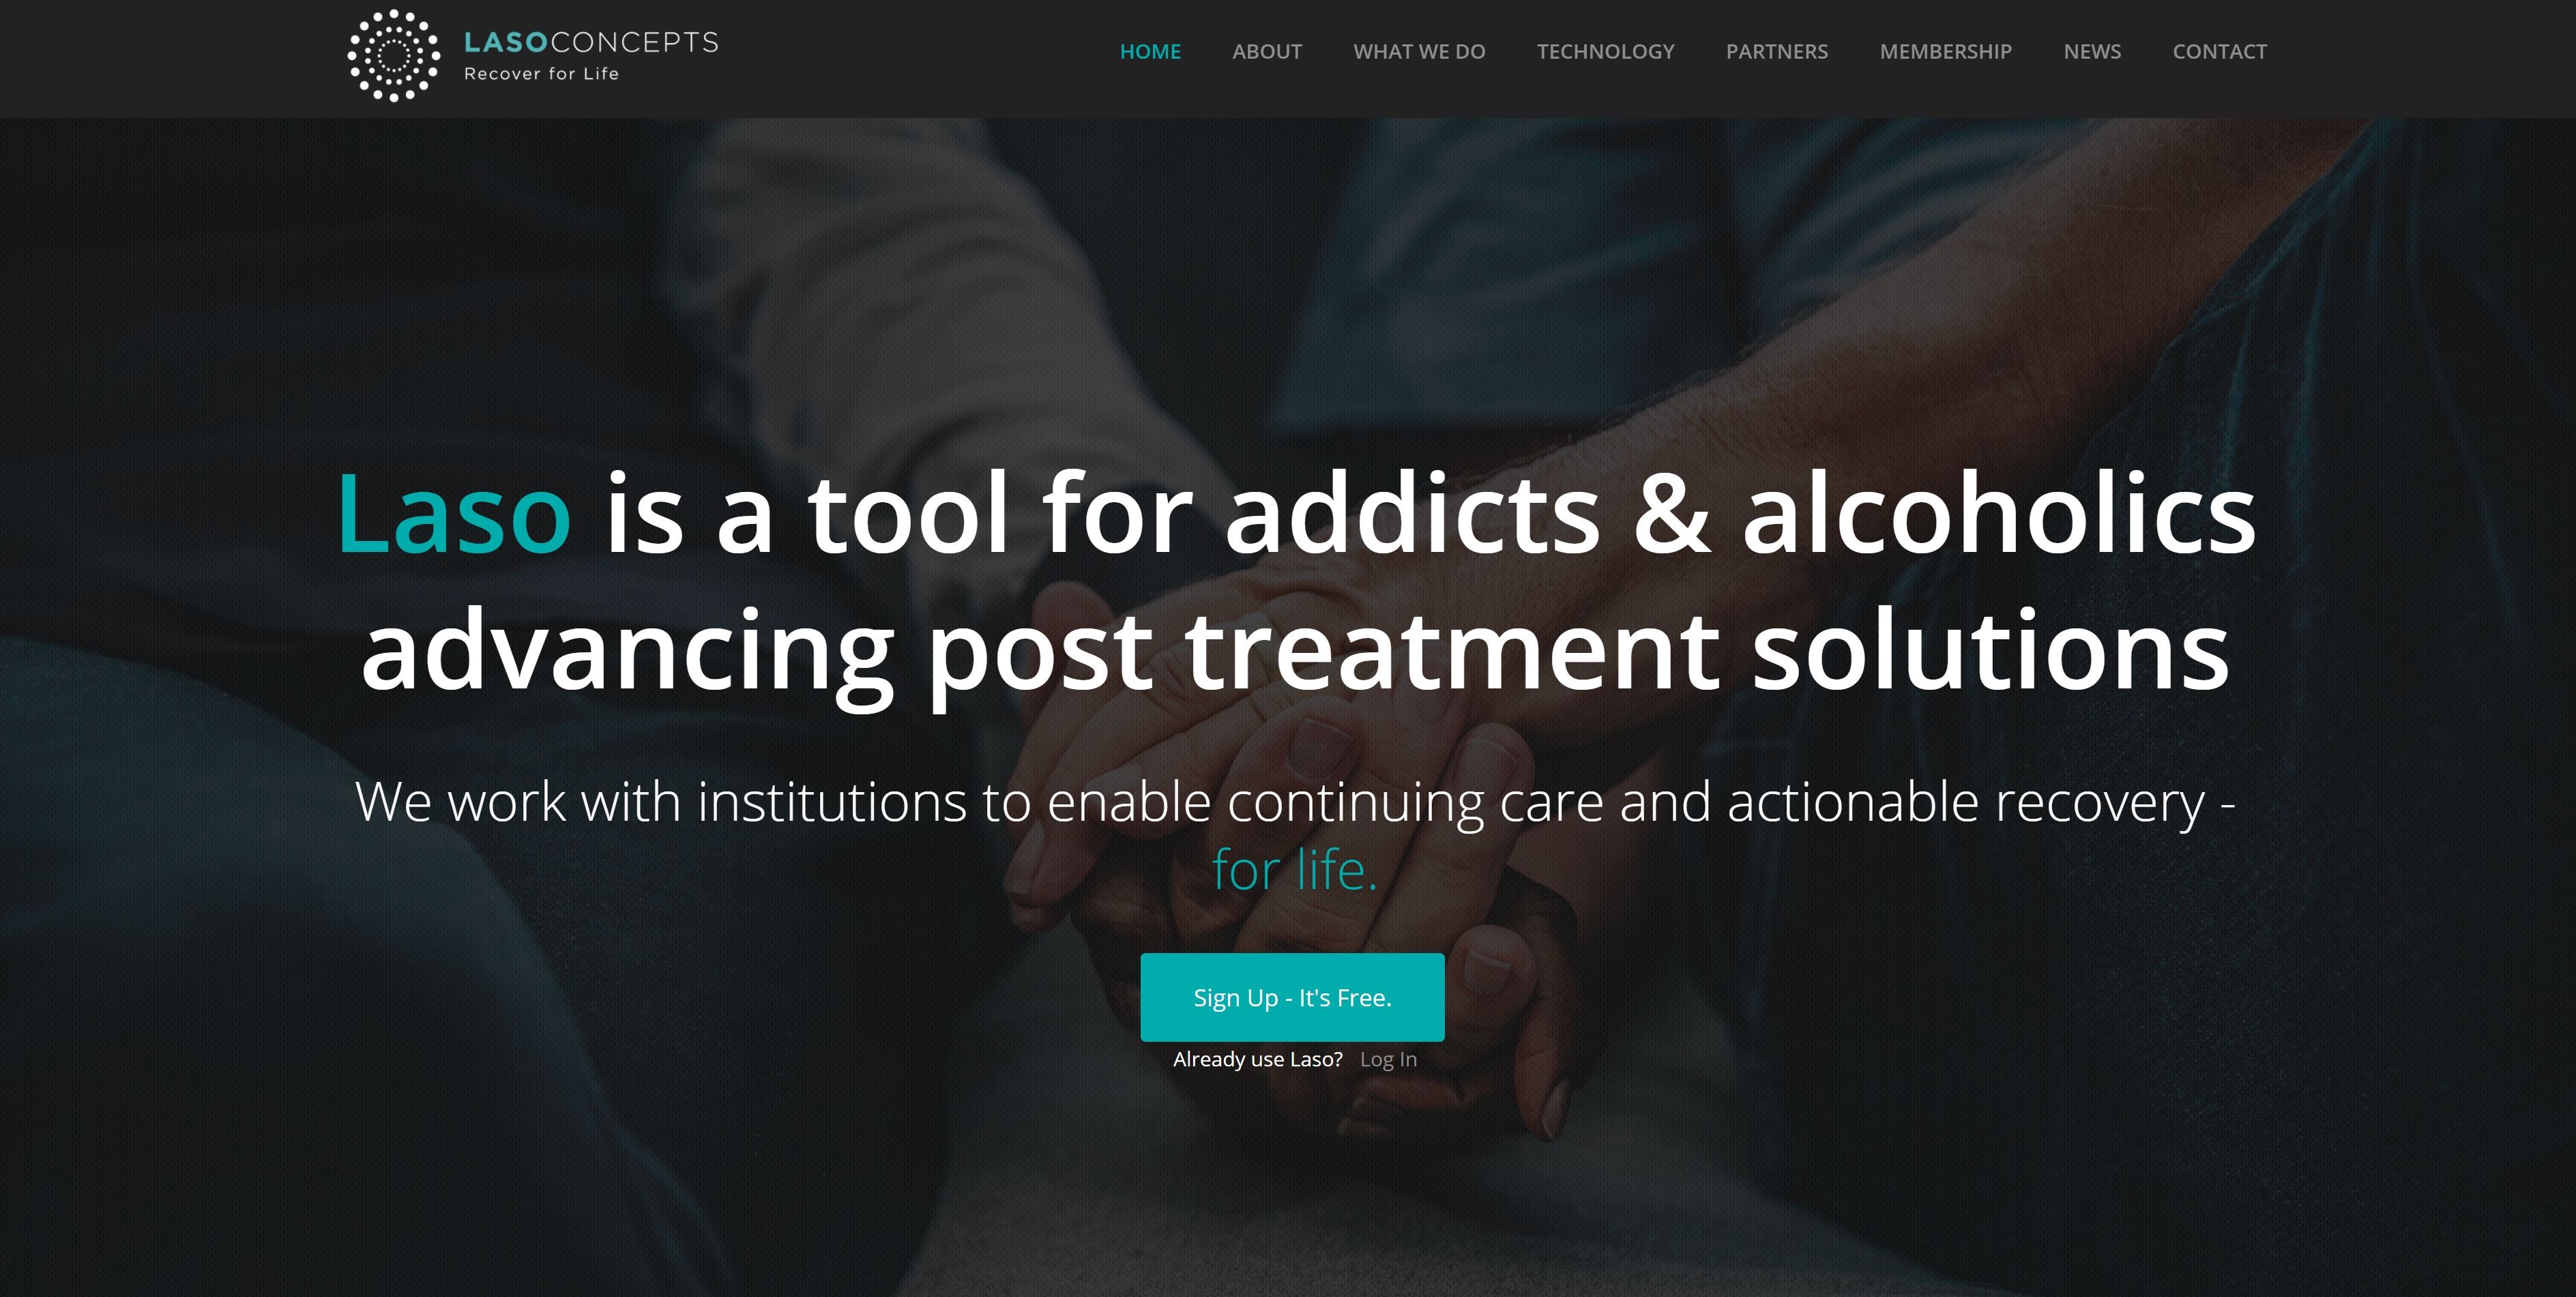 LASOCONCEPTS
Recover for Life
HOME ABOUT WHAT WE DO TECHNOLOGY PARTNERS MEMBERSHIP NEWS CONTACT
Laso is a tool for addicts & alcoholics
advancing post treatment solutions
We work with institutions to enable continuing care and actionable recovery -
for life.
Sign Up - It's Free.
Already use Laso? Log In